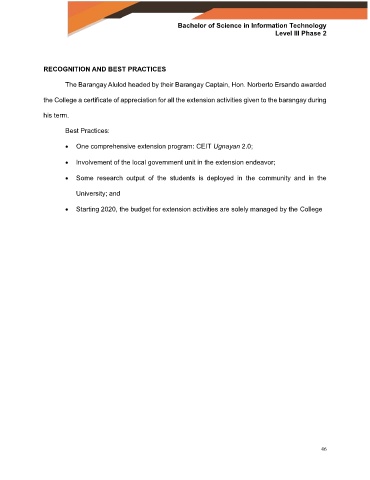 Bachelor of Science in Information Technology
Level III Phase 2
RECOGNITION AND BEST PRACTICES
The Barangay Alulod headed by their Barangay Captain, Hon. Norberto Ersando awarded
the College a certificate of appreciation for all the extension activities given to the barangay during
his term.
Best Practices:
• One comprehensive extension program: CEIT Ugnayan 2.0;
• Involvement of the local government unit in the extension endeavor;
• Some research output of the students is deployed in the community and in the
University; and
• Starting 2020, the budget for extension activities are solely managed by the College
46